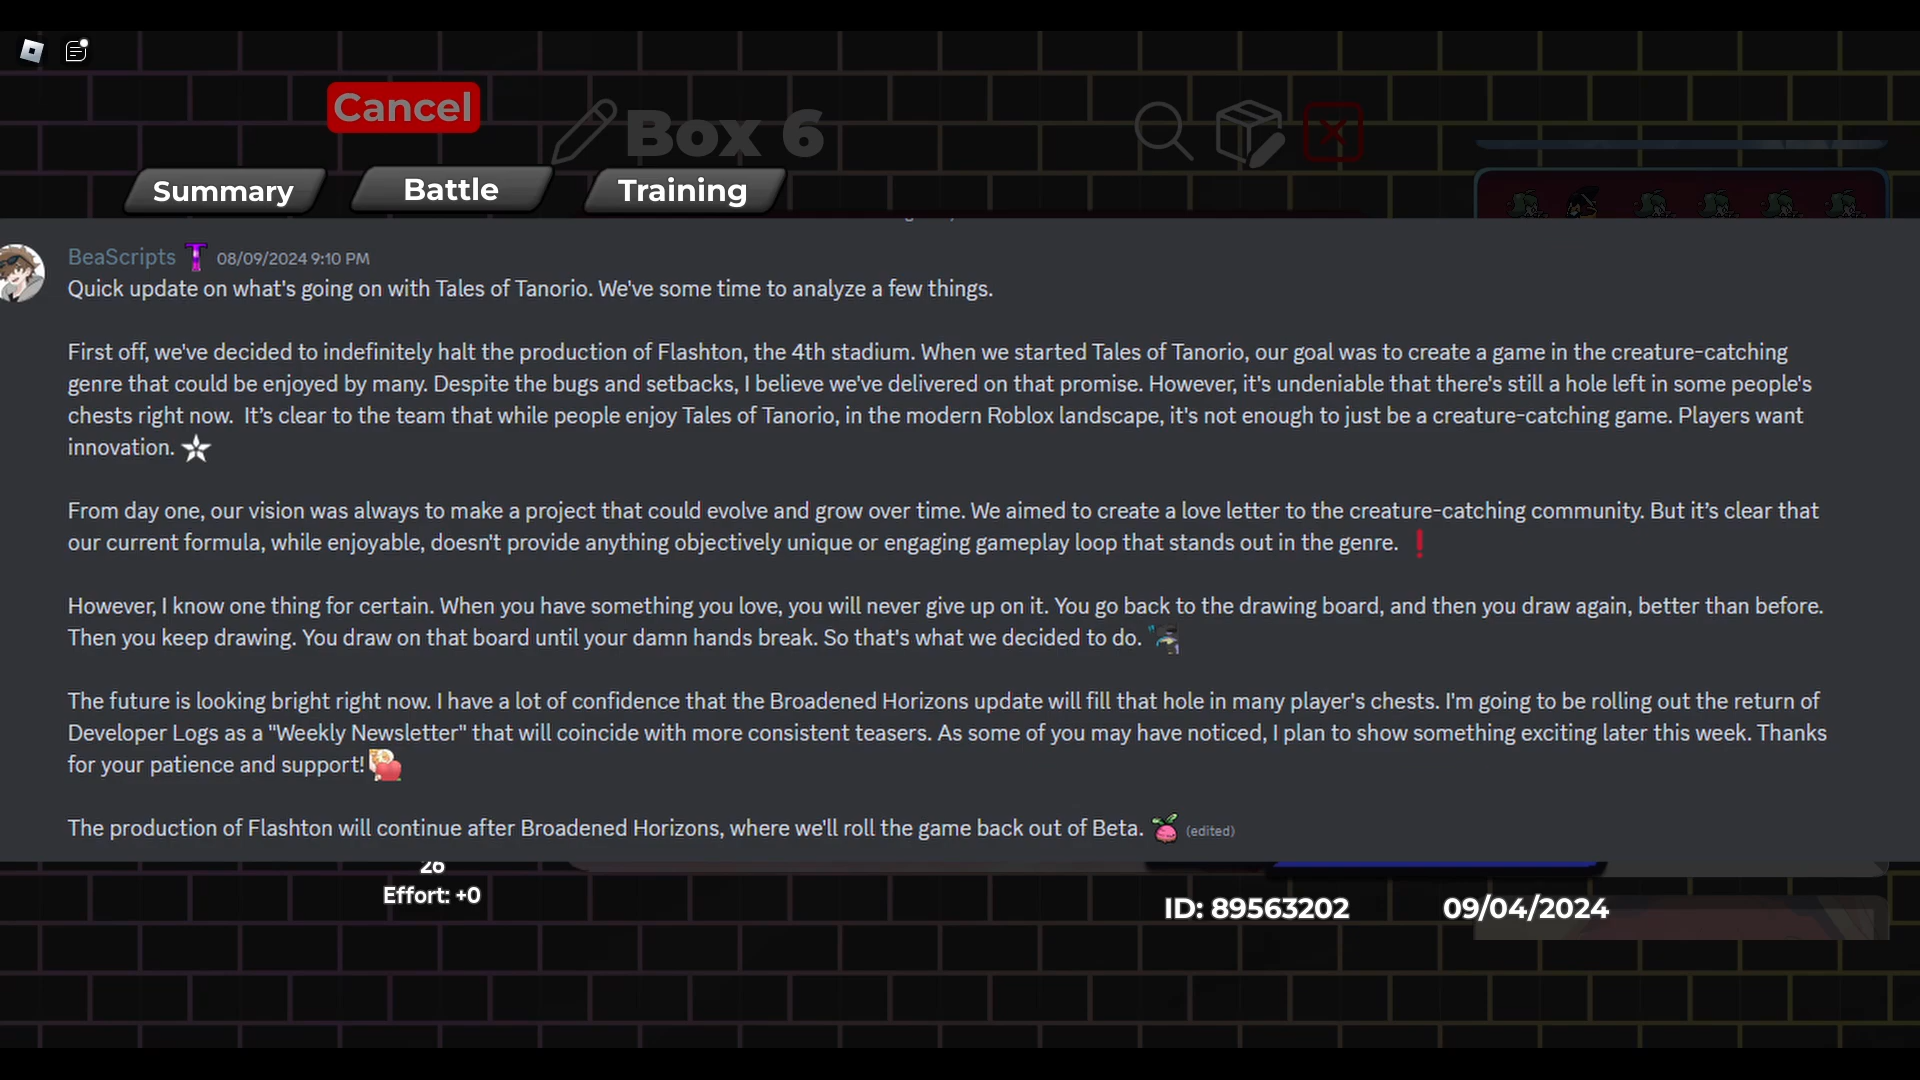 Cancel
Box 6
Summary
Battle
Training
BeaScripts 08/09/2024 9:10 PM
Quick update on what's going on with Tales of Tanorio. We've some time to analyze a few things.
First off, we've decided to indefinitely halt the production of Flashton, the 4th stadium. When we started Tales of Tanorio, our goal was to create a game in the creature-catching
genre that could be enjoyed by many. Despite the bugs and setbacks, I believe we've delivered on that promise. However, it's undeniable that there's still a hole left in some people's
chests right now.  It’s clear to the team that while people enjoy Tales of Tanorio, in the modern Roblox landscape, it's not enough to just be a creature-catching game. Players want
innovation.
From day one, our vision was always to make a project that could evolve and grow over time. We aimed to create a love letter to the creature-catching community. But it’s clear that
our current formula, while enjoyable, doesn't provide anything objectively unique or engaging gameplay loop that stands out in the genre.
However, I know one thing for certain. When you have something you love, you will never give up on it. You go back to the drawing board, and then you draw again, better than before.
Then you keep drawing. You draw on that board until your damn hands break. So that's what we decided to do.
The future is looking bright right now. I have a lot of confidence that the Broadened Horizons update will fill that hole in many player's chests. I'm going to be rolling out the return of
Developer Logs as a "Weekly Newsletter" that will coincide with more consistent teasers. As some of you may have noticed, I plan to show something exciting later this week. Thanks
for your patience and support!
The production of Flashton will continue after Broadened Horizons, where we'll roll the game back out of Beta. (edited)
26
Effort: +0
ID: 89563202
09/04/2024